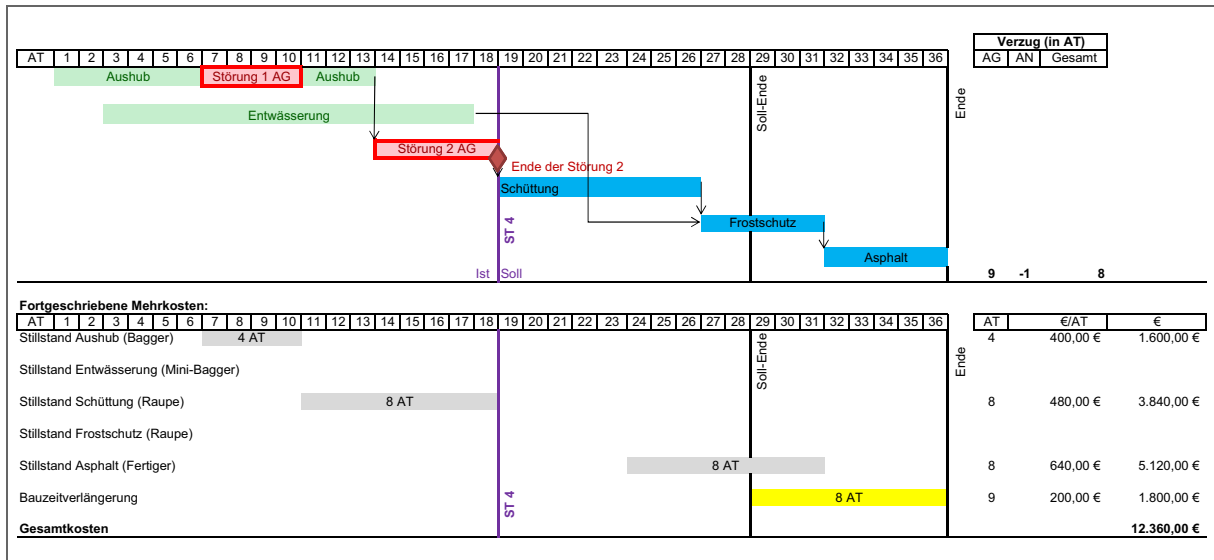 Verzug (in AT)
AT 1 2 3 4 5 6 7 8 9 10 11 12 13 14 15 16 17 18 19 20 21 22 23 24 25 26 27 28 29 30 31 32 33 34 35 36 AG AN Gesamt
Aushub Störung 1 AG Aushub
Soll-Ende
Ende
Entwässerung
Störung 2 AG
Ende der Störung 2
Schüttung
ST 4
Frostschutz
Asphalt
Ist Soll 9 -1 8
Fortgeschriebene Mehrkosten:
AT 1 2 3 4 5 6 7 8 9 10 11 12 13 14 15 16 17 18 19 20 21 22 23 24 25 26 27 28 29 30 31 32 33 34 35 36 AT €/AT €
Stillstand Aushub (Bagger) 4 AT 4 400,00 € 1.600,00 €
Soll-Ende
Ende
Stillstand Entwässerung (Mini-Bagger)
Stillstand Schüttung (Raupe) 8 AT 8 480,00 € 3.840,00 €
Stillstand Frostschutz (Raupe)
Stillstand Asphalt (Fertiger) 8 AT 8 640,00 € 5.120,00 €
ST 4
Bauzeitverlängerung 8 AT 9 200,00 € 1.800,00 €
Gesamtkosten 12.360,00 €